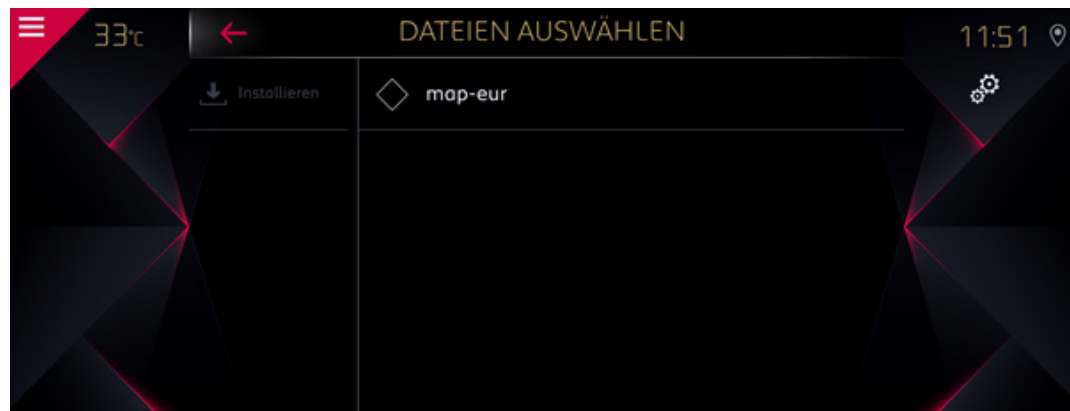 33°C
DATEIEN AUSWÄHLEN
11:51
Installieren
map-eur